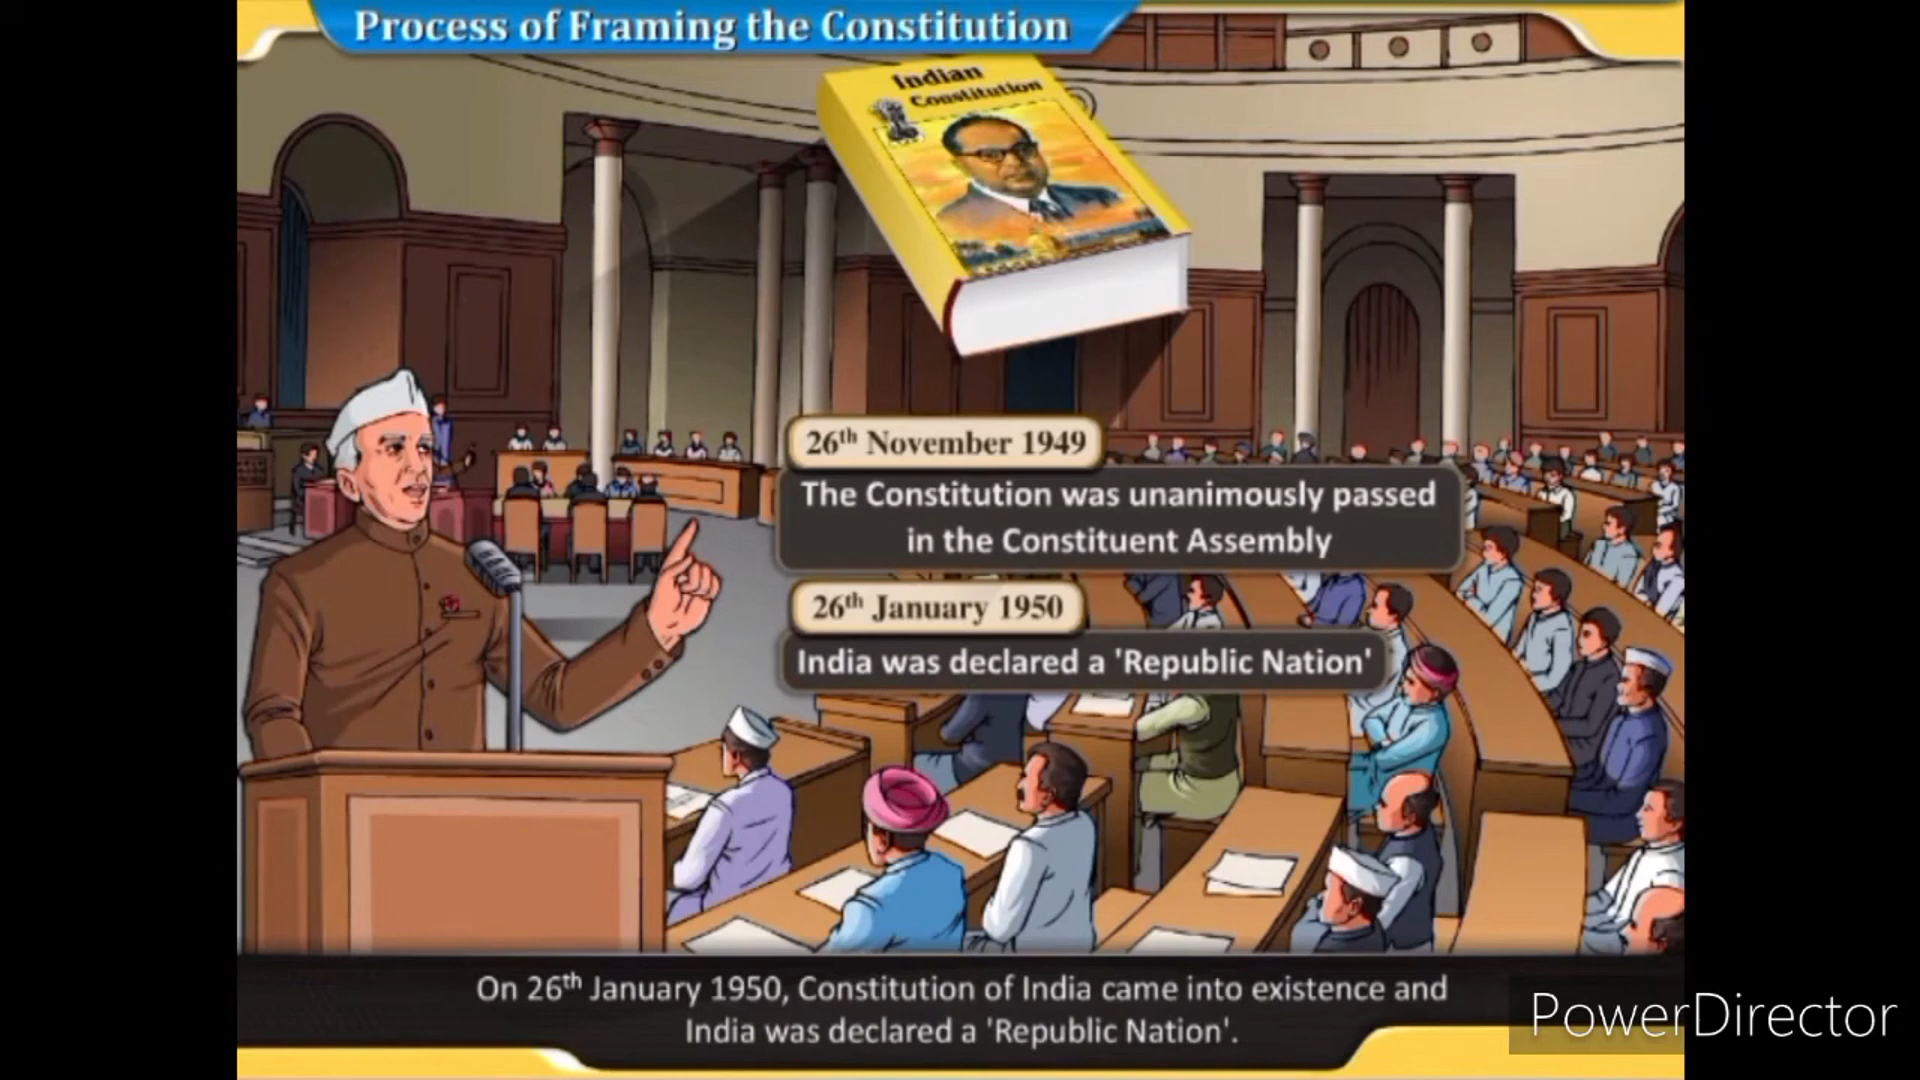 Process of Framing the Constitution
Indian
Constitution
26th November 1949
The Constitution was unanimously passed
in the Constituent Assembly
26th January 1950
India was declared a 'Republic Nation'
On 26th January 1950, Constitution of India came into existence and
India was declared a 'Republic Nation'.
PowerDirector